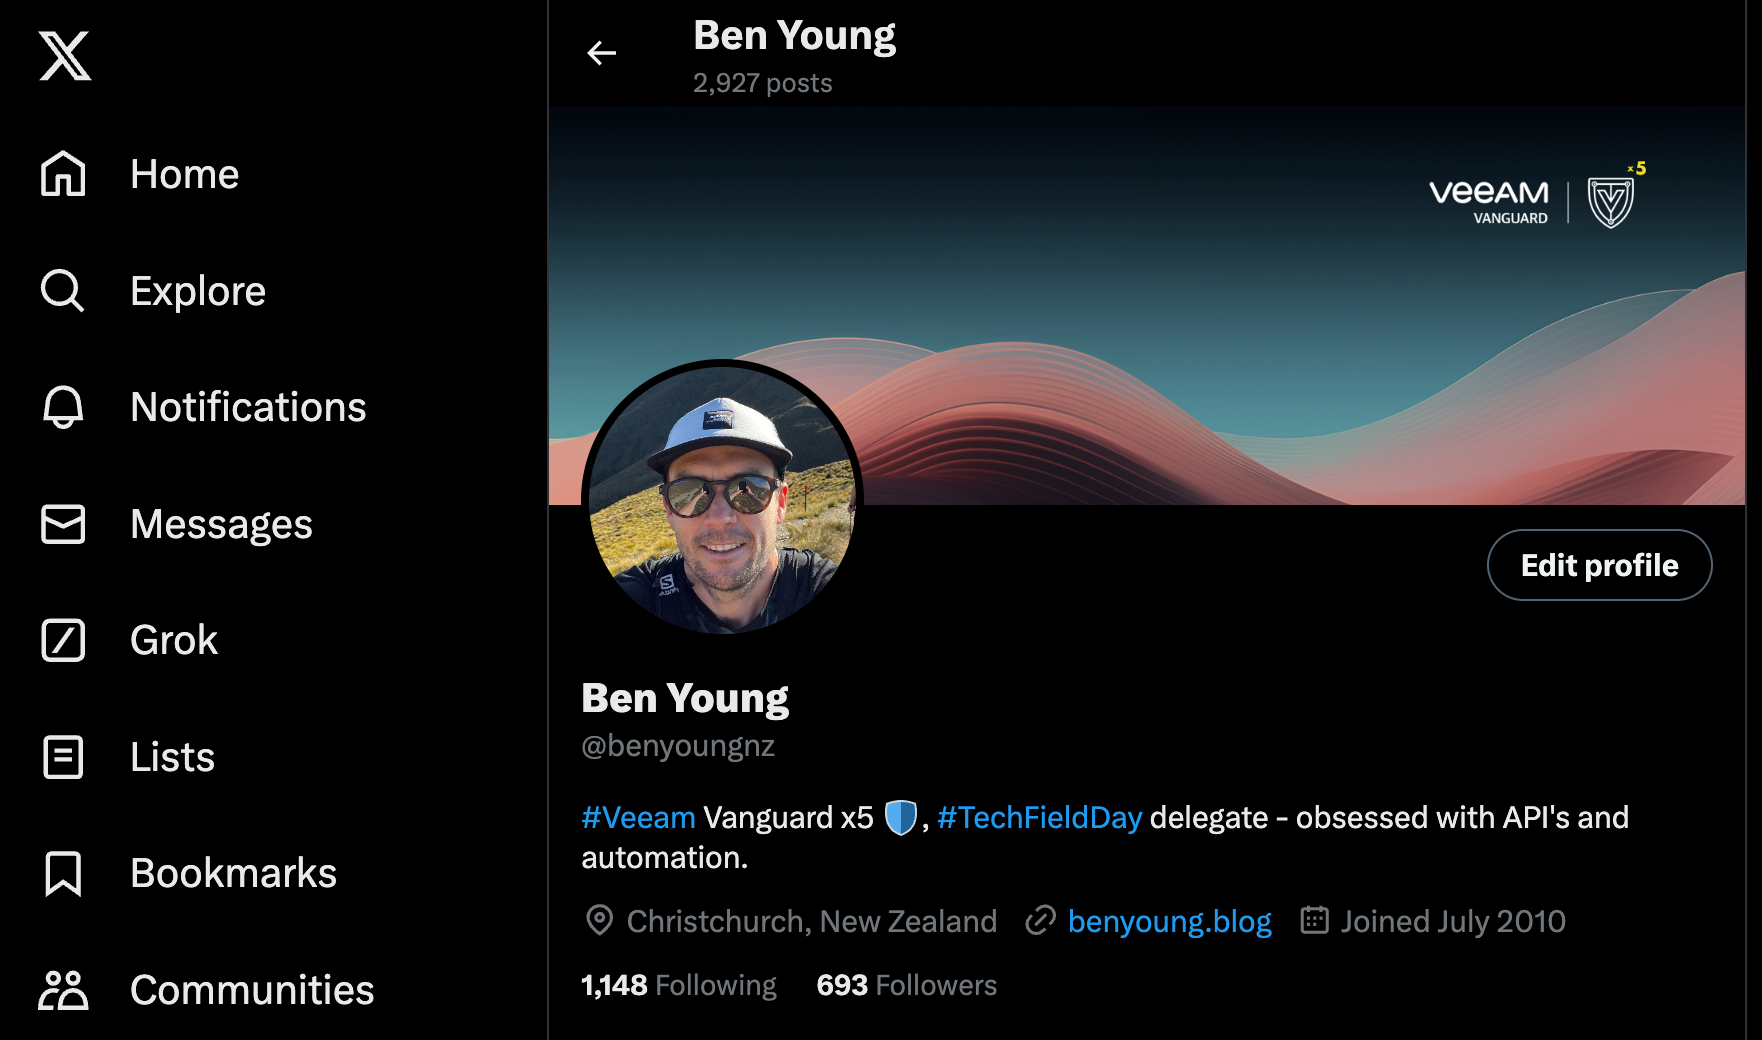 Home
Explore
Notifications
Messages
Grok
Lists
Bookmarks
Communities
Ben Young
2,927 posts
veeAM
VANGUARD
x5
Edit profile
Ben Young
@benyoungnz
#Veeam Vanguard x5 🛡️, #TechFieldDay delegate - obsessed with API's and
automation.
Christchurch, New Zealand benyoung.blog Joined July 2010
1,148 Following 693 Followers